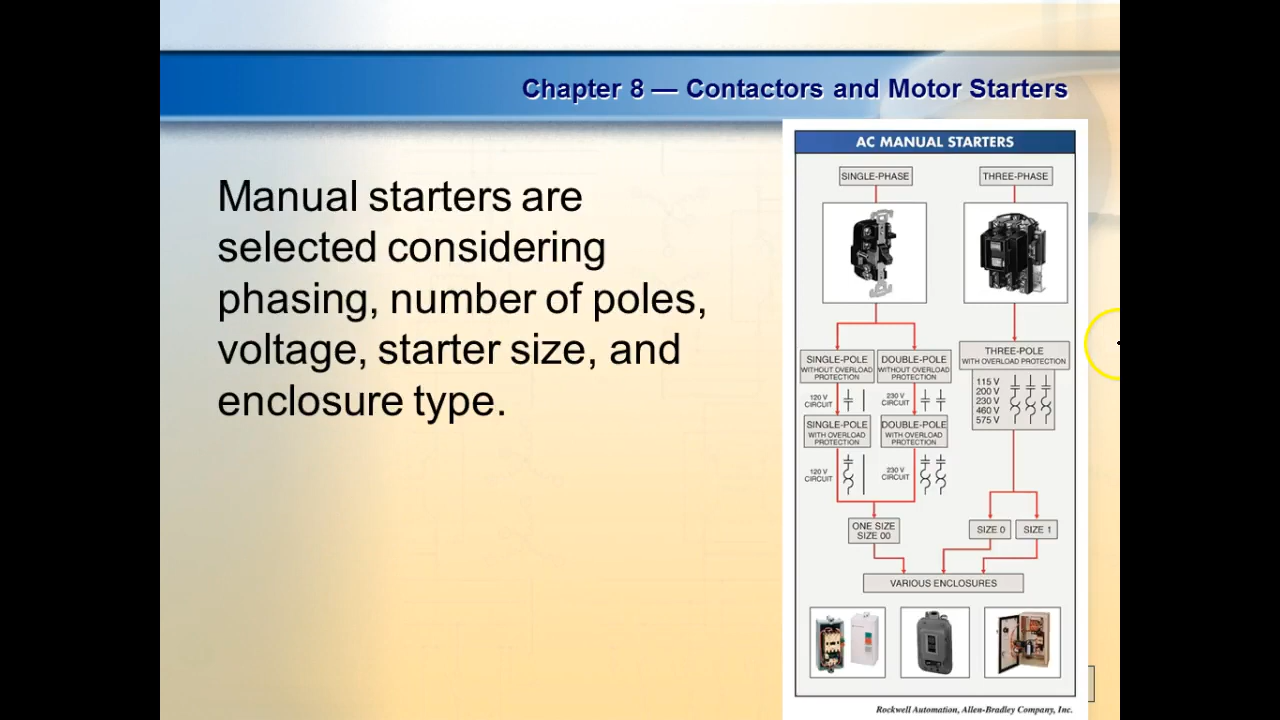 Chapter 8 — Contactors and Motor Starters
Manual starters are
selected considering
phasing, number of poles,
voltage, starter size, and
enclosure type.
AC MANUAL STARTERS
SINGLE-PHASE
THREE-PHASE
SINGLE-POLE
WITHOUT OVERLOAD
PROTECTION
DOUBLE-POLE
WITHOUT OVERLOAD
PROTECTION
THREE-POLE
WITH OVERLOAD PROTECTION
120 V
CIRCUIT
230 V
CIRCUIT
115 V
200 V
230 V
460 V
575 V
SINGLE-POLE
WITH OVERLOAD
PROTECTION
DOUBLE-POLE
WITH OVERLOAD
PROTECTION
120 V
CIRCUIT
230 V
CIRCUIT
ONE SIZE
SIZE 00
SIZE 0
SIZE 1
VARIOUS ENCLOSURES
Rockwell Automation, Allen-Bradley Company, Inc.